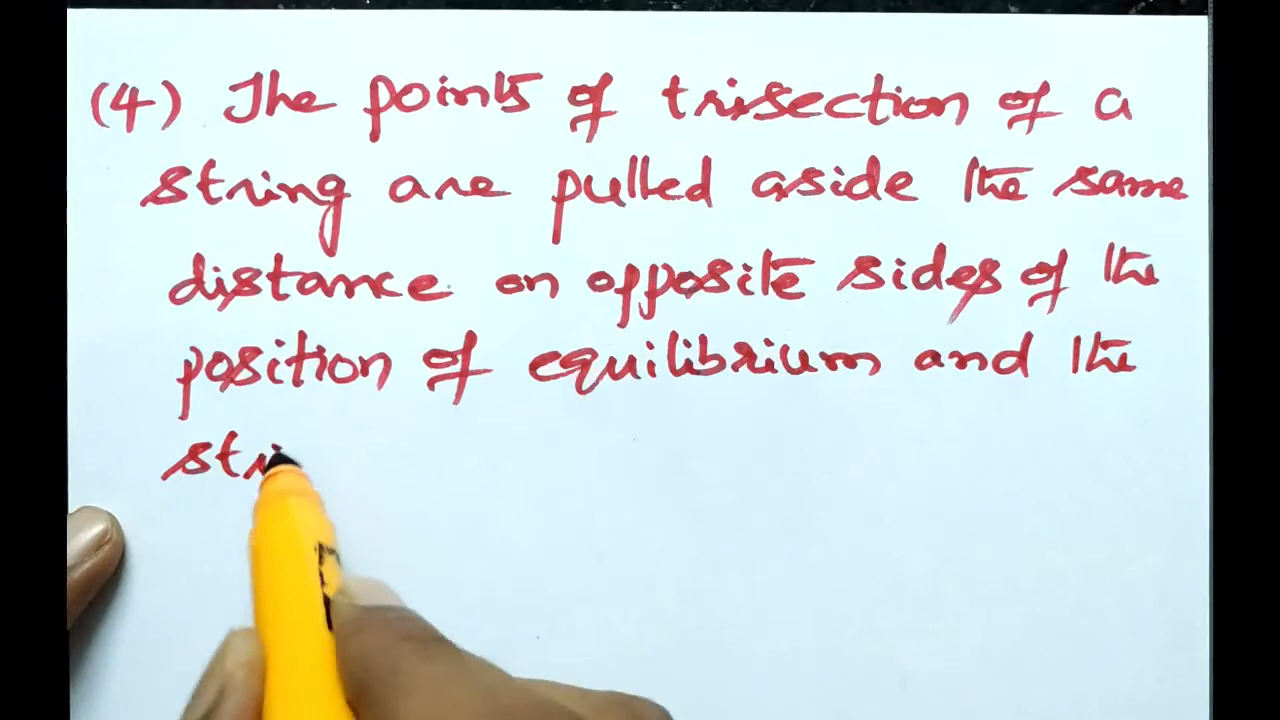 (4) The points of trisection of a
string are pulled aside the same
distance on opposite sides of the
position of equilibrium and the
stri